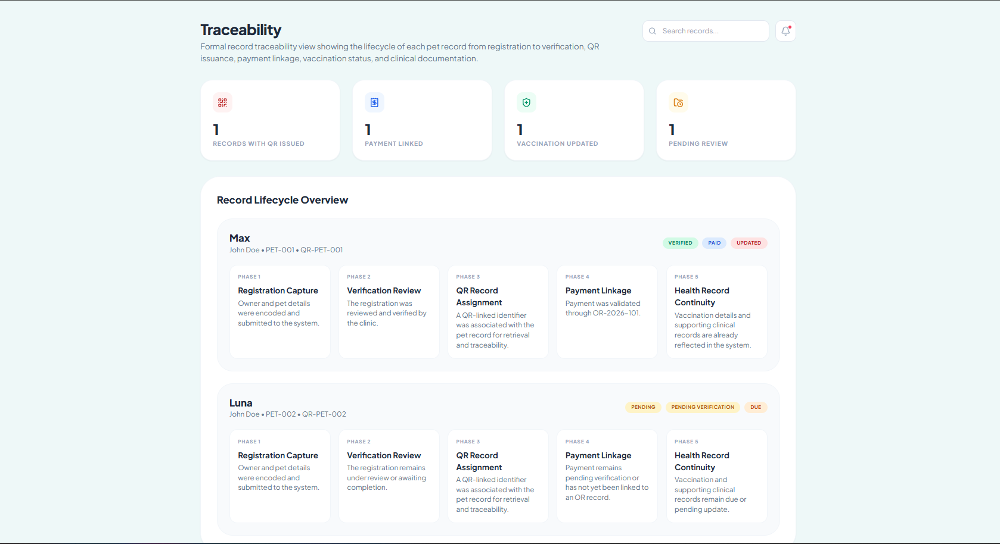 Traceability
Formal record traceability view showing the lifecycle of each pet record from registration to verification, QR
issuance, payment linkage, vaccination status, and clinical documentation.
Search records...
1
RECORDS WITH QR ISSUED
1
PAYMENT LINKED
1
VACCINATION UPDATED
1
PENDING REVIEW
Record Lifecycle Overview
Max
John Doe • PET-001 • QR-PET-001
VERIFIED
PAID
UPDATED
PHASE 1
Registration Capture
Owner and pet details
were encoded and
submitted to the system.
PHASE 2
Verification Review
The registration was
reviewed and verified by
the clinic.
PHASE 3
QR Record
Assignment
A QR-linked identifier
was associated with the
pet record for retrieval
and traceability.
PHASE 4
Payment Linkage
Payment was validated
through OR-2026-101.
PHASE 5
Health Record
Continuity
Vaccination details and
supporting clinical
records are already
reflected in the system.
Luna
John Doe • PET-002 • QR-PET-002
PENDING
PENDING VERIFICATION
DUE
PHASE 1
Registration Capture
Owner and pet details
were encoded and
submitted to the system.
PHASE 2
Verification Review
The registration remains
under review or awaiting
completion.
PHASE 3
QR Record
Assignment
A QR-linked identifier
was associated with the
pet record for retrieval
and traceability.
PHASE 4
Payment Linkage
Payment remains
pending verification or
has not yet been linked to
an OR record.
PHASE 5
Health Record
Continuity
Vaccination and
supporting clinical
records remain due or
pending update.